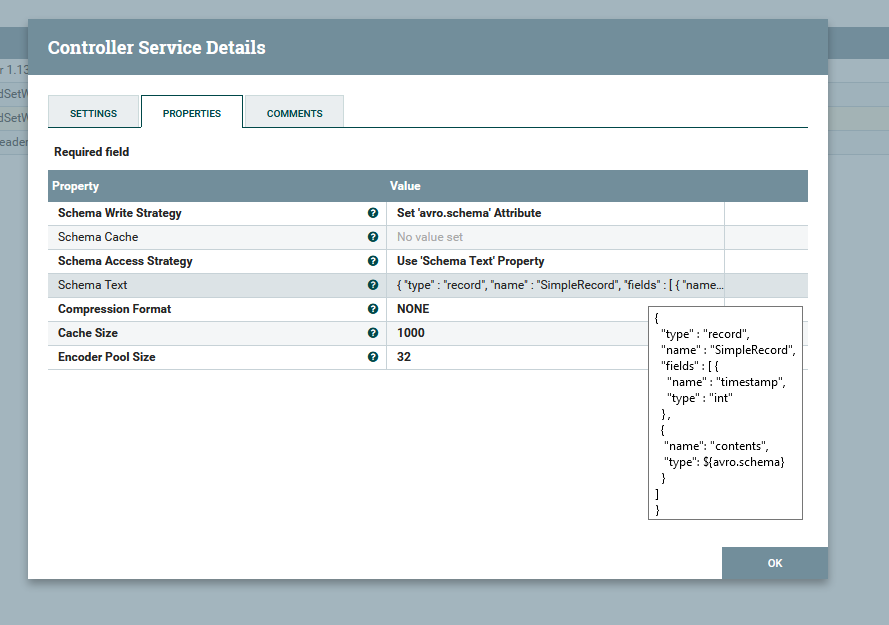 Controller Service Details
r 1.13
dSetW
dSetW
eader
SETTINGS PROPERTIES COMMENTS
Required field
Property Value
Schema Write Strategy ? Set 'avro.schema' Attribute
Schema Cache ? No value set
Schema Access Strategy ? Use 'Schema Text' Property
Schema Text ? { "type" : "record", "name" : "SimpleRecord", "fields" : [ { "name...
Compression Format ? NONE
Cache Size ? 1000
Encoder Pool Size ? 32
{
"type" : "record",
"name" : "SimpleRecord",
"fields" : [ {
"name" : "timestamp",
"type" : "int"
},
{
"name": "contents",
"type": ${avro.schema}
}
]
}
OK